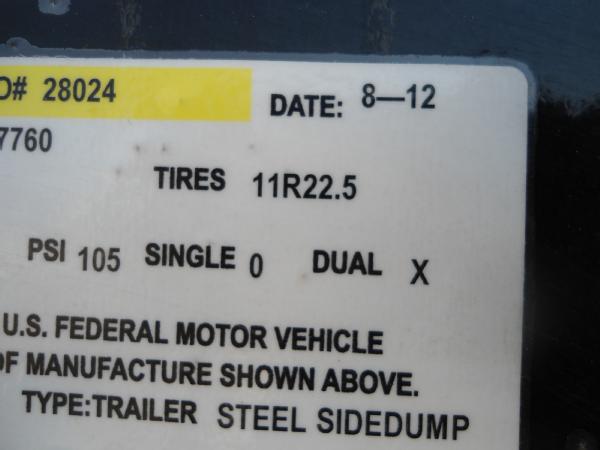 D# 28024 DATE: 8—12
7760
TIRES 11R22.5
PSI 105 SINGLE 0 DUAL X
U.S. FEDERAL MOTOR VEHICLE
OF MANUFACTURE SHOWN ABOVE.
TYPE:TRAILER STEEL SIDEDUMP